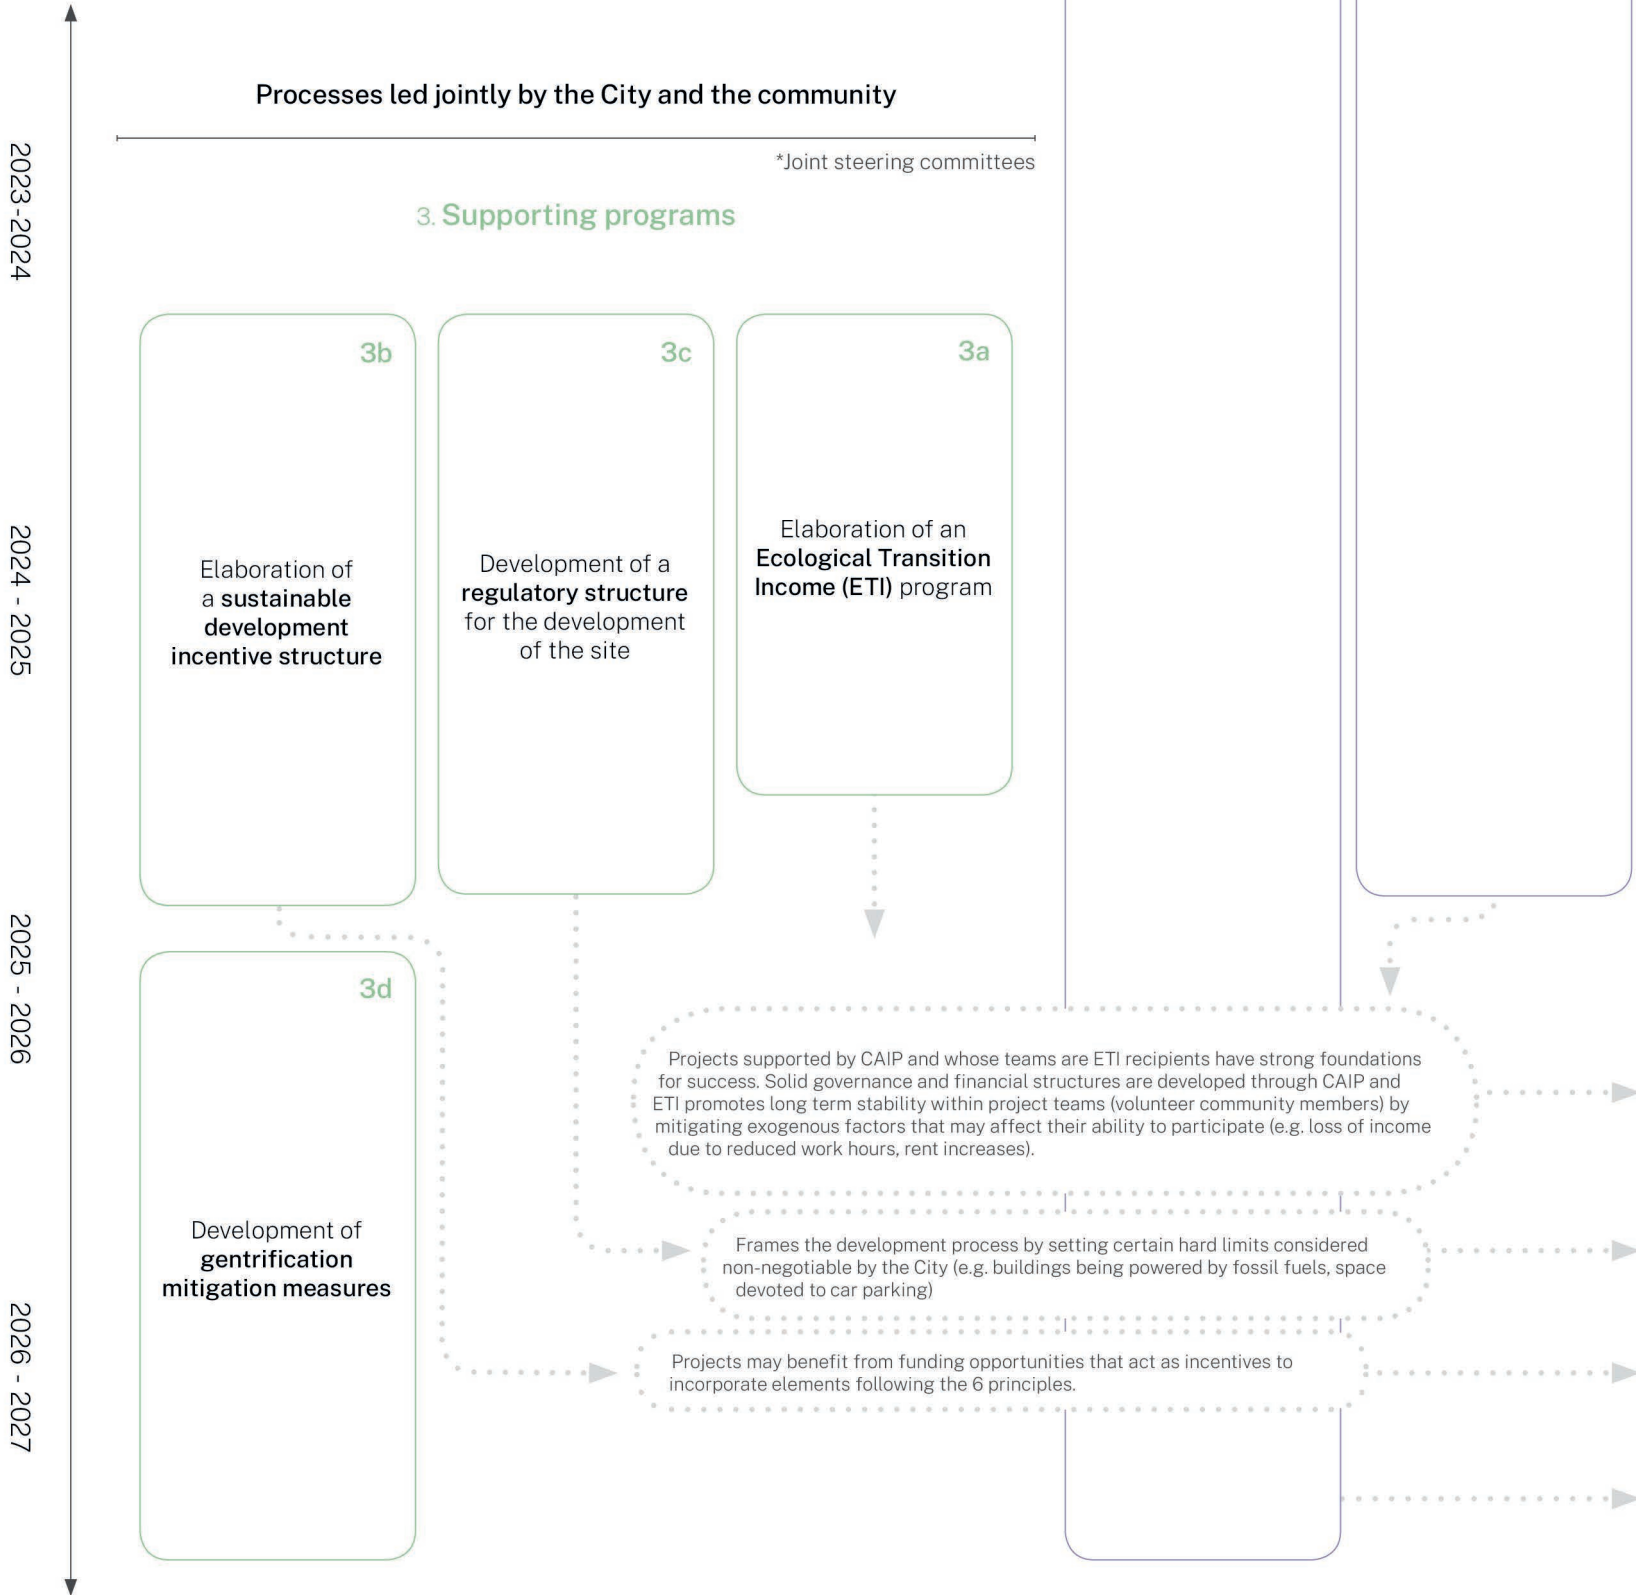 Processes led jointly by the City and the community
*Joint steering committees
3. Supporting programs
2023-2024
2024 - 2025
2025 - 2026
2026 - 2027
3b
Elaboration of
a sustainable
development
incentive structure
3c
Development of a
regulatory structure
for the development
of the site
3a
Elaboration of an
Ecological Transition
Income (ETI) program
3d
Development of
gentrification
mitigation measures
Projects supported by CAIP and whose teams are ETI recipients have strong foundations
for success. Solid governance and financial structures are developed through CAIP and
ETI promotes long term stability within project teams (volunteer community members) by
mitigating exogenous factors that may affect their ability to participate (e.g. loss of income
due to reduced work hours, rent increases).
Frames the development process by setting certain hard limits considered
non-negotiable by the City (e.g. buildings being powered by fossil fuels, space
devoted to car parking)
Projects may benefit from funding opportunities that act as incentives to
incorporate elements following the 6 principles.